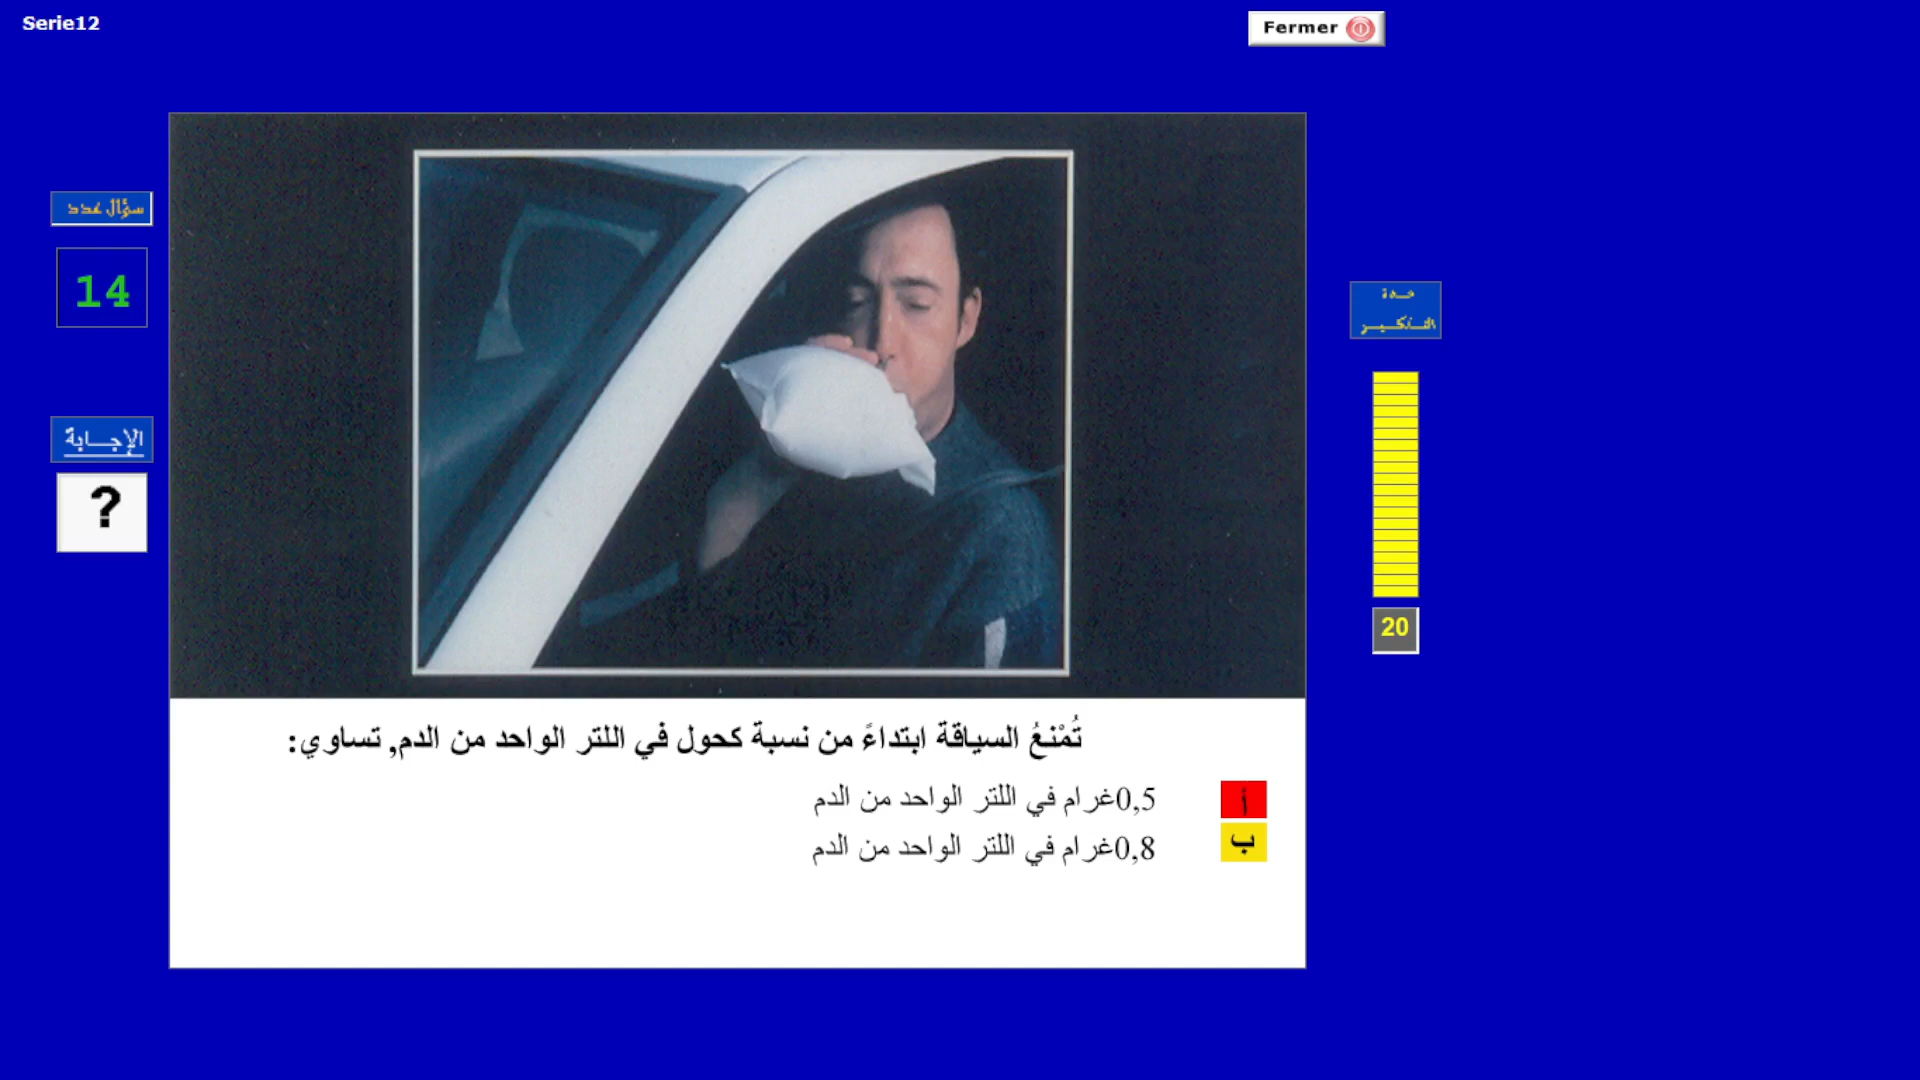 Serie12
Fermer
سؤال عدد
14
مدة
التفكير
الإجابة
?
20
تُمْنعُ السياقة ابتداءً من نسبة كحول في اللتر الواحد من الدم, تساوي:
أ 0,5غرام في اللتر الواحد من الدم
ب 0,8غرام في اللتر الواحد من الدم